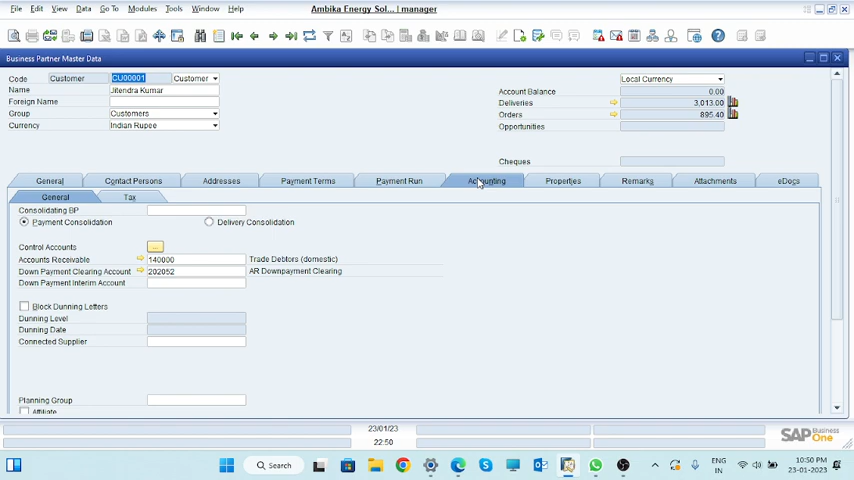 File Edit View Data Go To Modules Tools Window Help Ambika Energy Sol... | manager
Business Partner Master Data
Code Customer CU00001 Customer Local Currency
Name Jitendra Kumar
Account Balance 0.00
Foreign Name
Deliveries 3,013.00
Group Customers
Orders 895.40
Currency Indian Rupee
Opportunities
Cheques
General Contact Persons Addresses Payment Terms Payment Run Accounting Properties Remarks Attachments eDocs
General Tax
Consolidating BP
Payment Consolidation Delivery Consolidation
Control Accounts ...
Accounts Receivable 140000 Trade Debtors (domestic)
Down Payment Clearing Account 202052 AR Downpayment Clearing
Down Payment Interim Account
Block Dunning Letters
Dunning Level
Dunning Date
Connected Supplier
Planning Group
Affiliate
23/01/23
22:50
SAP Business One
Search
ENG
IN
10:50 PM
23-01-2023